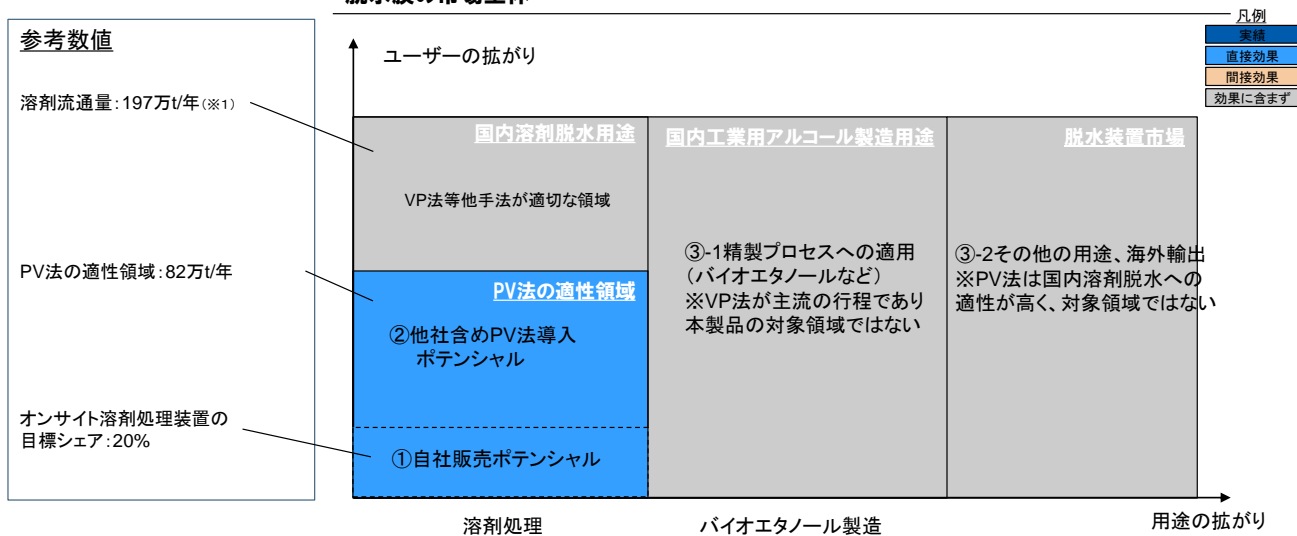 凡例
実績
直接効果
間接効果
効果に含まず
参考数値
溶剤流通量：197万t/年(※1)
PV法の適性領域：82万t/年
オンサイト溶剤処理装置の
目標シェア：20%
ユーザーの拡がり
国内溶剤脱水用途
VP法等他手法が適切な領域
PV法の適性領域
②他社含めPV法導入
ポテンシャル
①自社販売ポテンシャル
国内工業用アルコール製造用途
③-1精製プロセスへの適用
（バイオエタノールなど）
※VP法が主流の行程であり
本製品の対象領域ではない
脱水装置市場
③-2その他の用途、海外輸出
※PV法は国内溶剤脱水への
適性が高く、対象領域ではない
溶剤処理
バイオエタノール製造
用途の拡がり